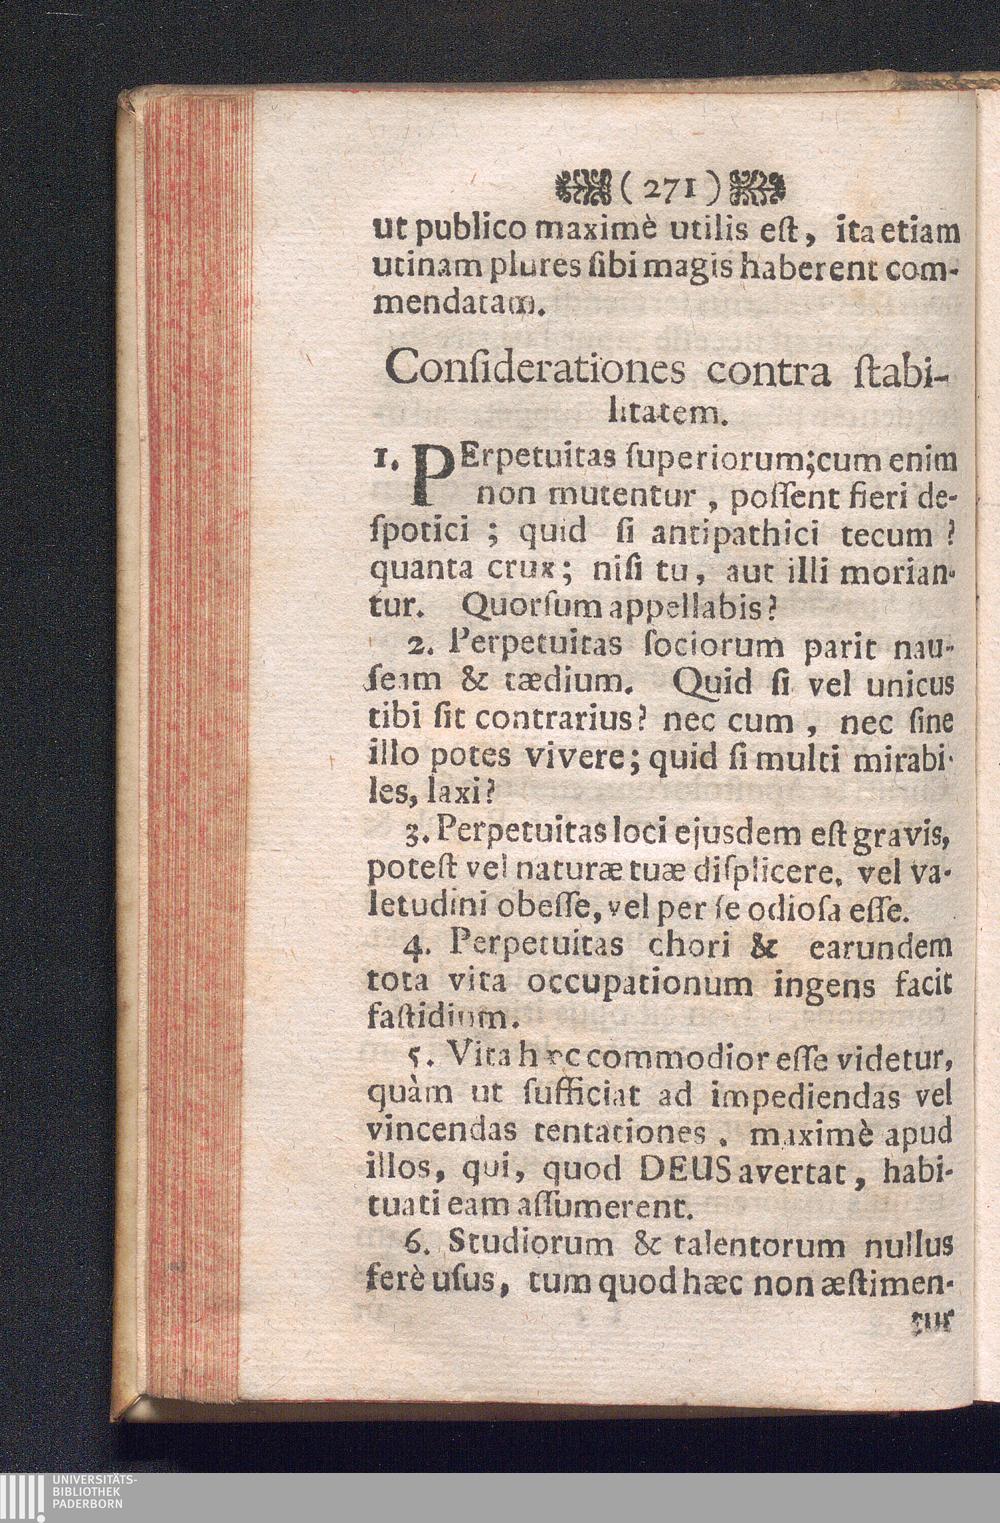 ( 271 )
ut publico maximè utilis eſt, ita etiam
utinam plures ſibi magis haberent com-
mendatam.
Conſiderationes contra ſtabi-
litatem.
1. PErpetuitas ſuperiorum; cum enim
non mutentur, poſſent fieri de-
ſpotici; quid ſi antipathici tecum?
quanta crux; niſi tu, aut illi morian-
tur. Quorſum appellabis?
2. Perpetuitas ſociorum parit nau-
ſeam & tædium. Quid ſi vel unicus
tibi ſit contrarius? nec cum, nec ſine
illo potes vivere; quid ſi multi mirabi-
les, laxi?
3. Perpetuitas loci ejusdem eſt gravis,
poteſt vel naturæ tuæ diſplicere, vel va-
letudini obeſſe, vel per ſe odioſa eſſe.
4. Perpetuitas chori & earundem
tota vita occupationum ingens facit
faſtidium.
5. Vita hæc commodior eſſe videtur,
quàm ut ſufficiat ad impediendas vel
vincendas tentationes, maximè apud
illos, qui, quod DEUS avertat, habi-
tuati eam aſſumerent.
6. Studiorum & talentorum nullus
ferè uſus, tum quod hæc non æſtimen-
tur
UNIVERSITÄTS-
BIBLIOTHEK
PADERBORN